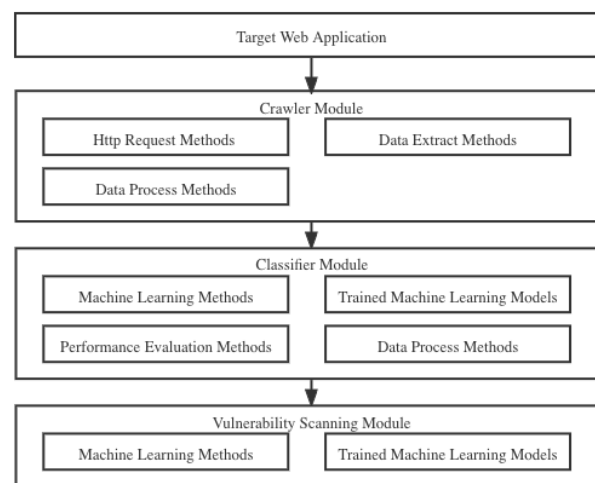 Target Web Application
Crawler Module
Http Request Methods
Data Extract Methods
Data Process Methods
Classifier Module
Machine Learning Methods
Trained Machine Learning Models
Performance Evaluation Methods
Data Process Methods
Vulnerability Scanning Module
Machine Learning Methods
Trained Machine Learning Models